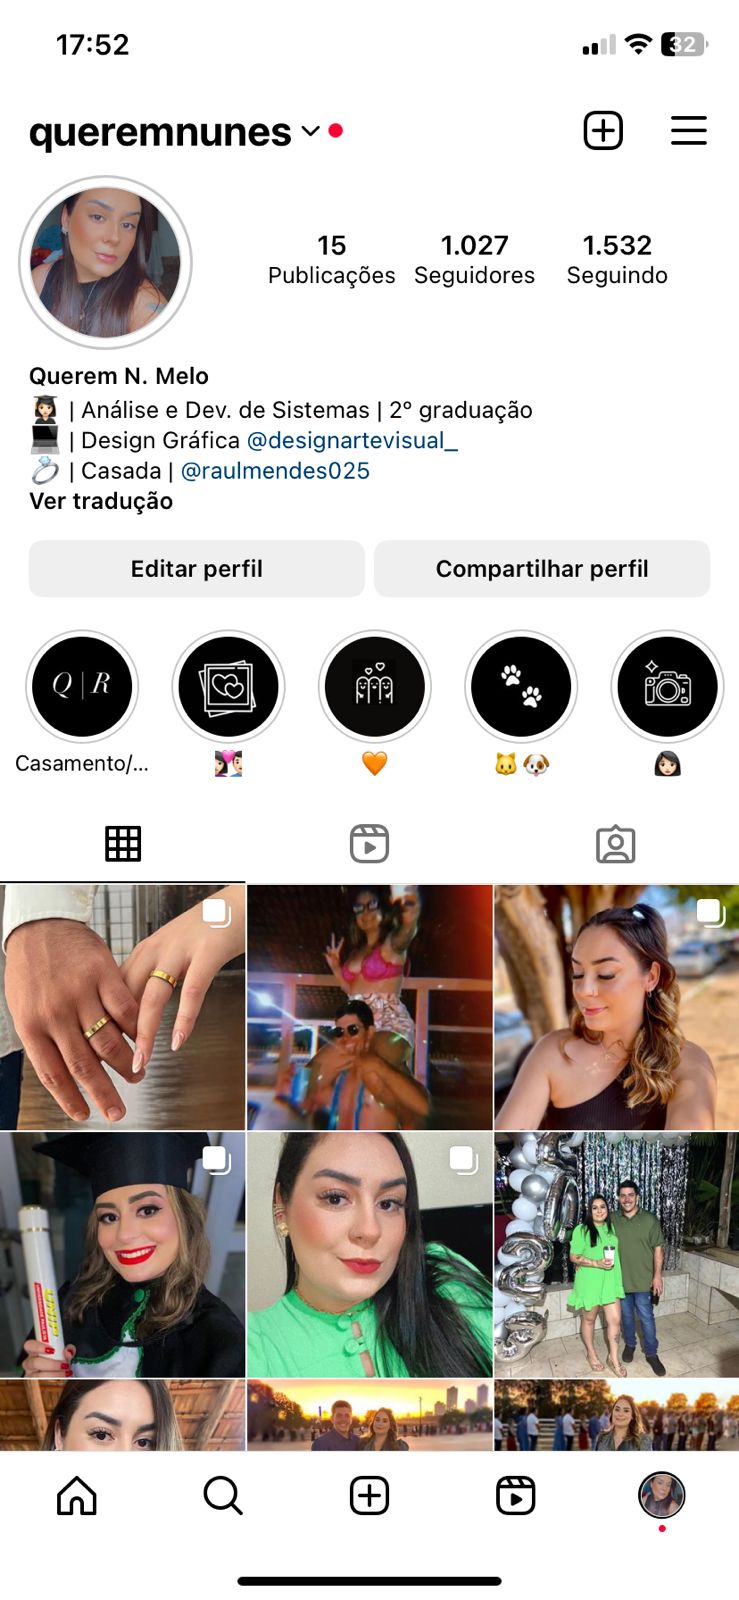 17:52
32
queremnunes
15 1.027 1.532
Publicações Seguidores Seguindo
Querem N. Melo
👩🏻‍🎓 | Análise e Dev. de Sistemas | 2º graduação
💻 | Design Gráfica @designartevisual_
💍 | Casada | @raulmendes025
Ver tradução
Editar perfil Compartilhar perfil
Q | R
Casamento/...
UNIP